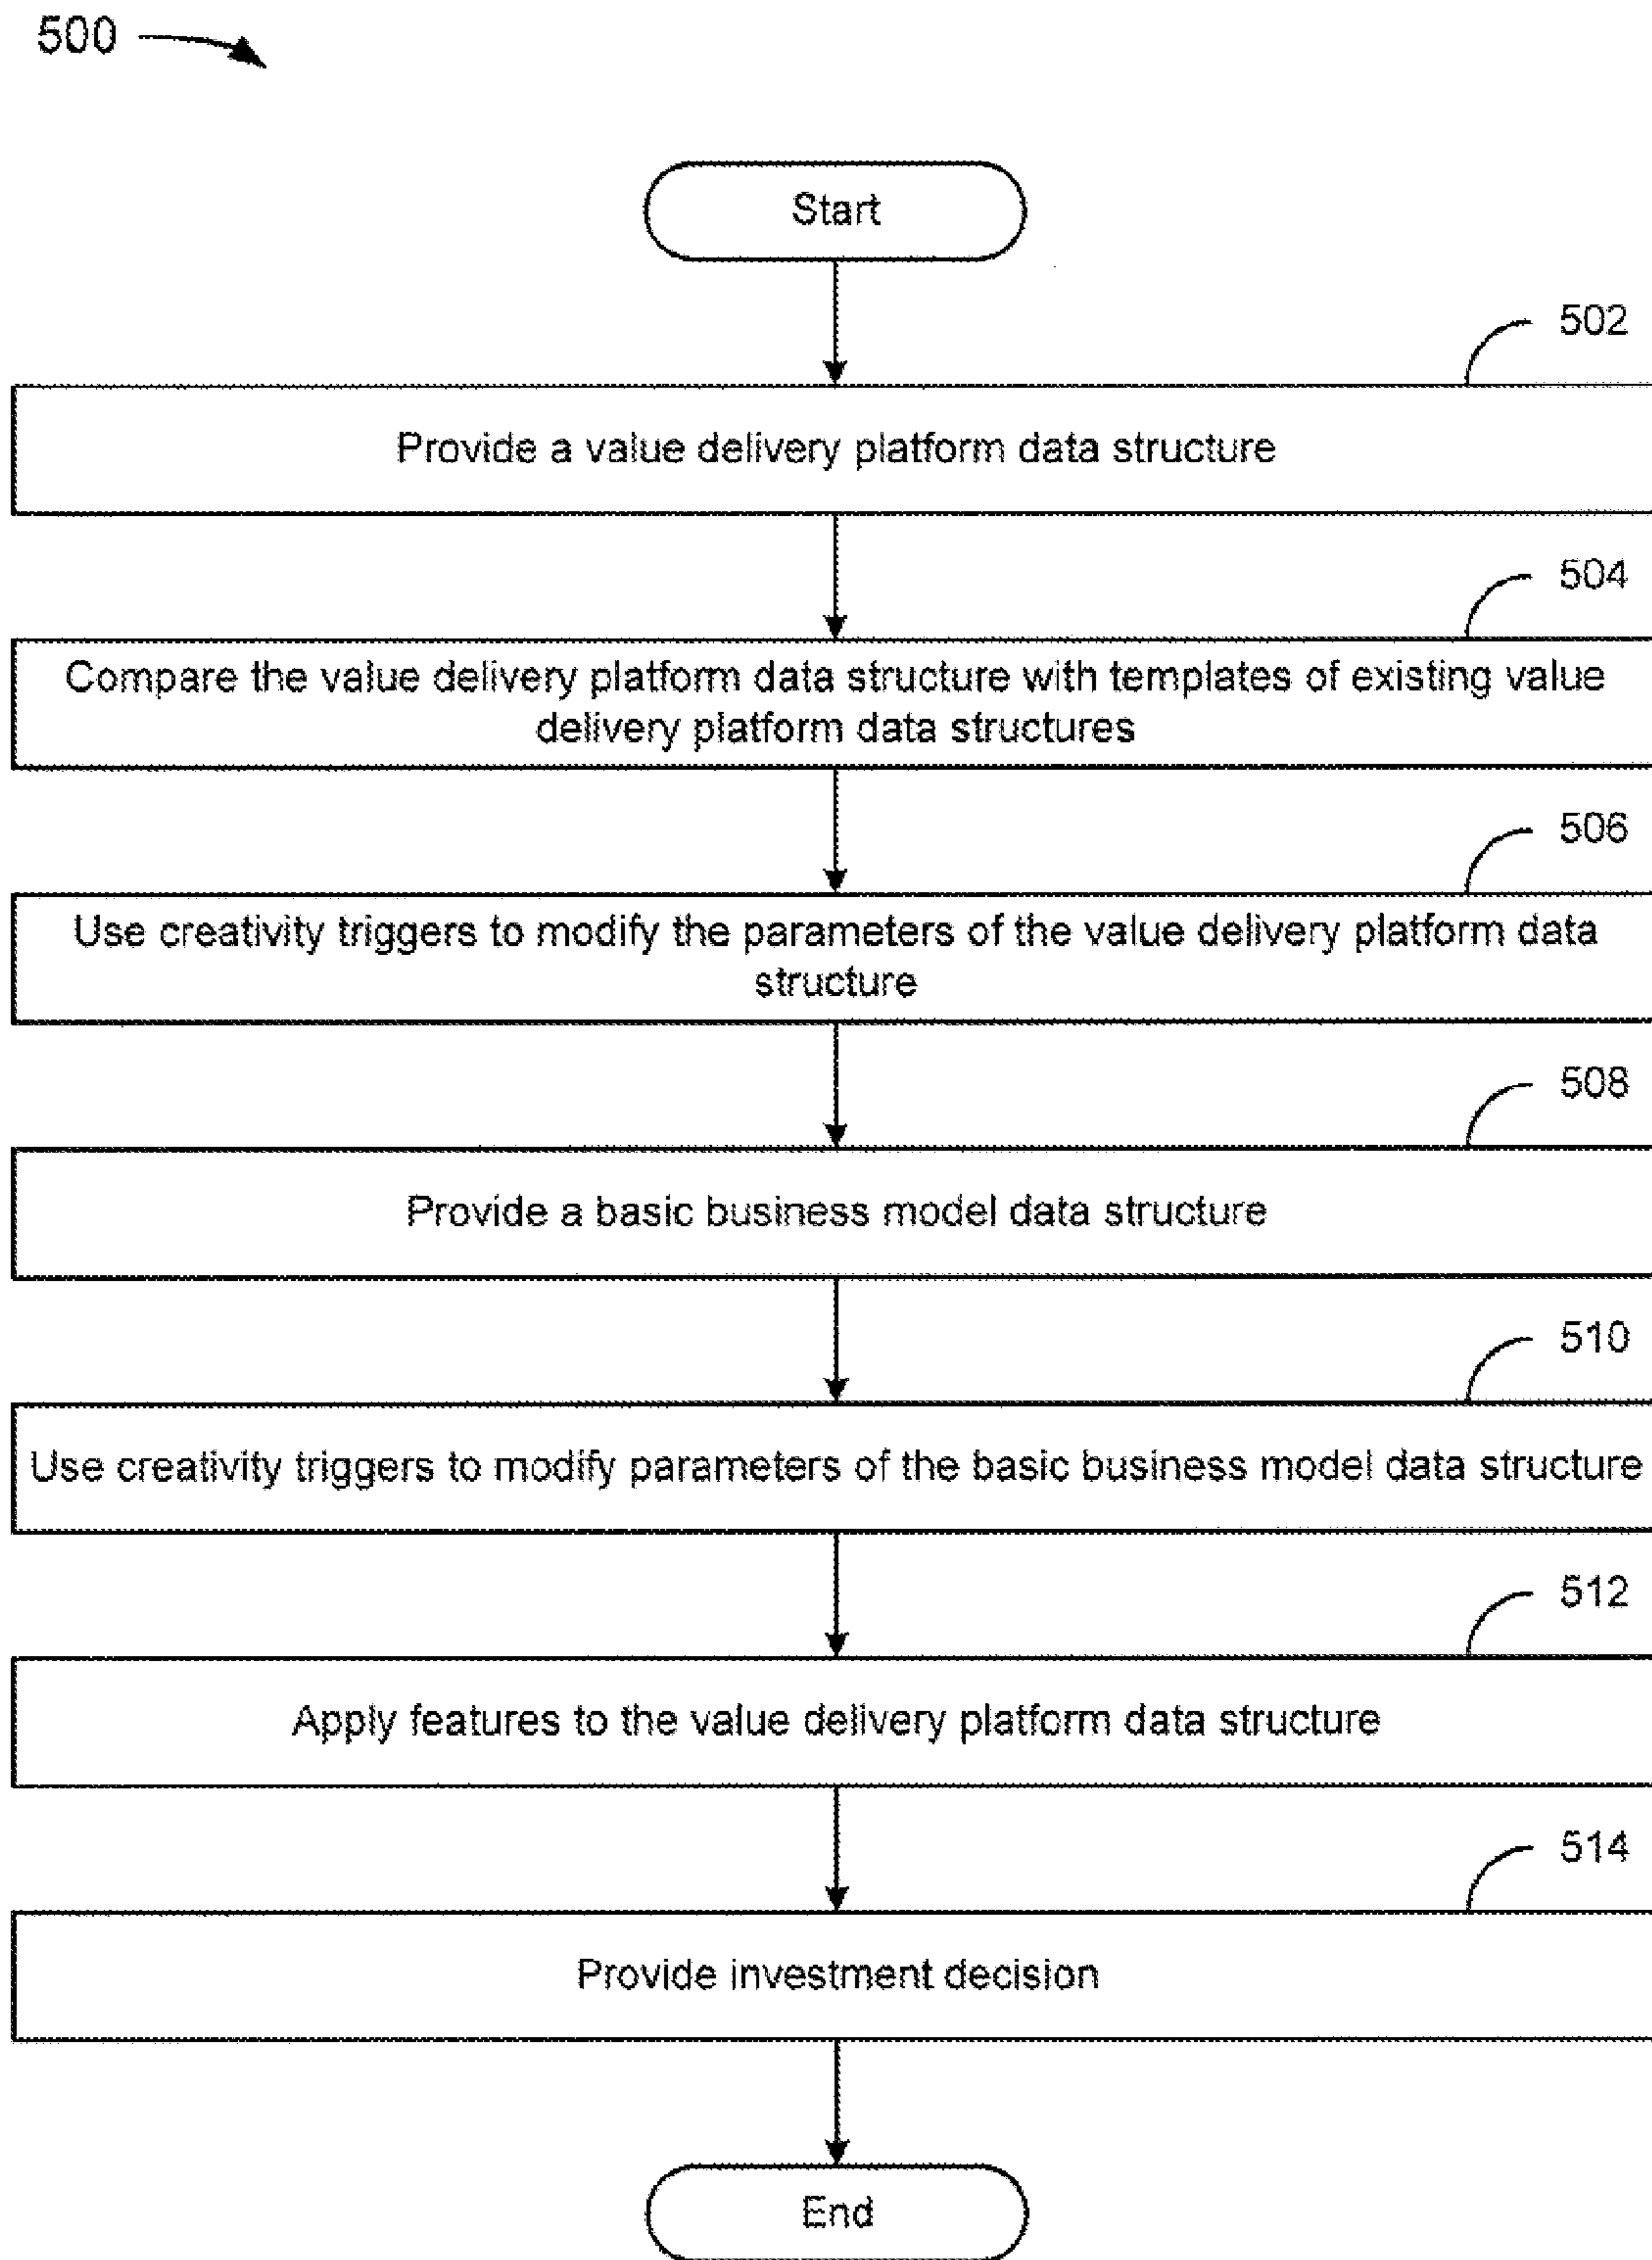 500
Start
502
Provide a value delivery platform data structure
504
Compare the value delivery platform data structure with templates of existing value
delivery platform data structures
506
Use creativity triggers to modify the parameters of the value delivery platform data
structure
508
Provide a basic business model data structure
510
Use creativity triggers to modify parameters of the basic business model data structure
512
Apply features to the value delivery platform data structure
514
Provide investment decision
End